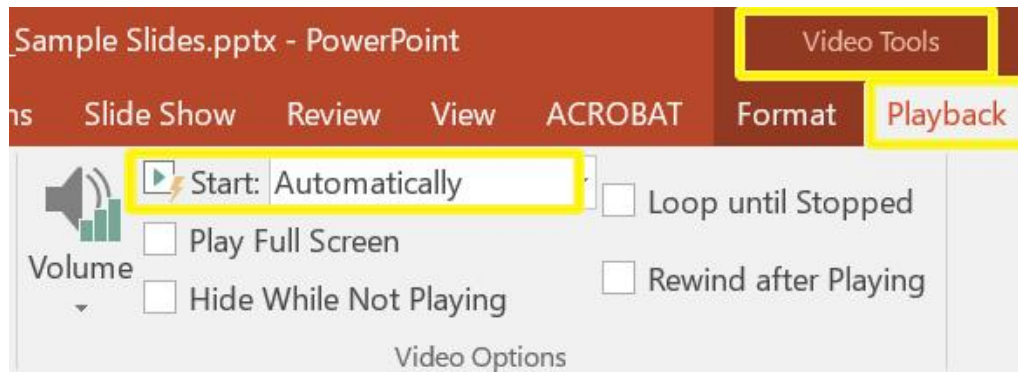 _Sample Slides.pptx - PowerPoint
Video Tools
ns Slide Show Review View ACROBAT Format Playback
Start: Automatically
Loop until Stopped
Play Full Screen
Volume
Rewind after Playing
Hide While Not Playing
Video Options